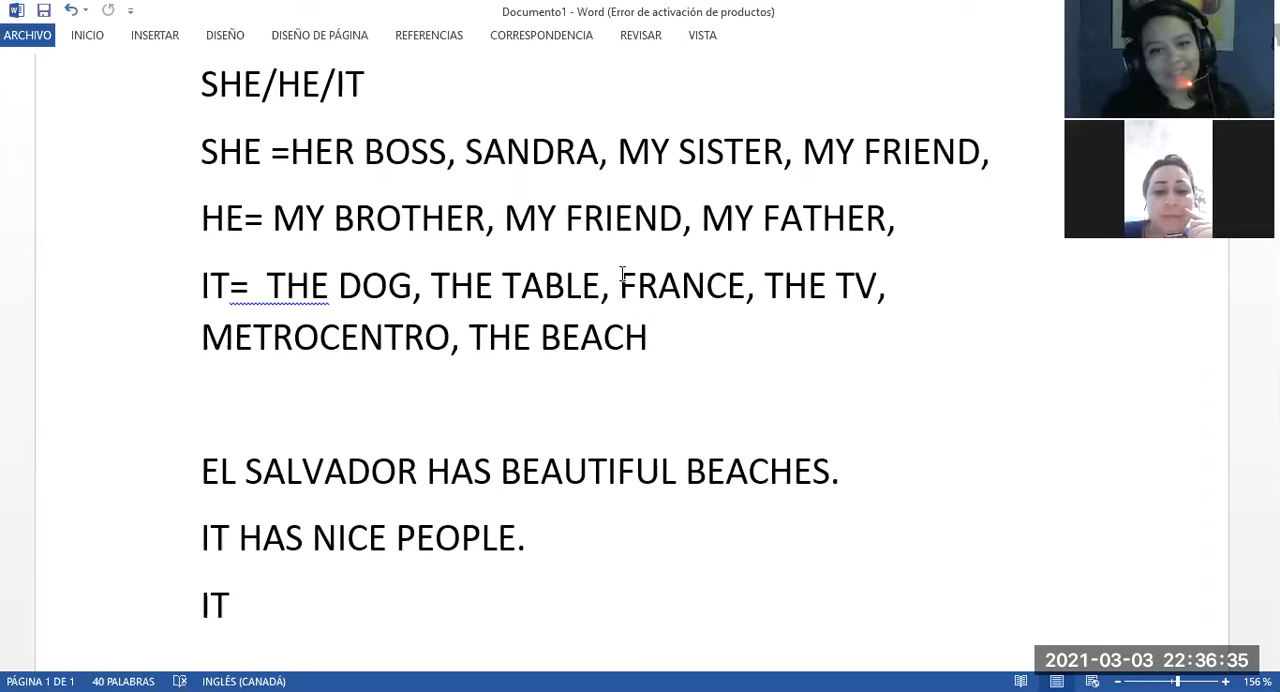 Documento1 - Word (Error de activación de productos)
ARCHIVO INICIO INSERTAR DISEÑO DISEÑO DE PÁGINA REFERENCIAS CORRESPONDENCIA REVISAR VISTA
SHE/HE/IT
SHE =HER BOSS, SANDRA, MY SISTER, MY FRIEND,
HE= MY BROTHER, MY FRIEND, MY FATHER,
IT= THE DOG, THE TABLE, FRANCE, THE TV,
METROCENTRO, THE BEACH
EL SALVADOR HAS BEAUTIFUL BEACHES.
IT HAS NICE PEOPLE.
IT
2021-03-03 22:36:35
PÁGINA 1 DE 1 40 PALABRAS INGLÉS (CANADÁ) 156 %